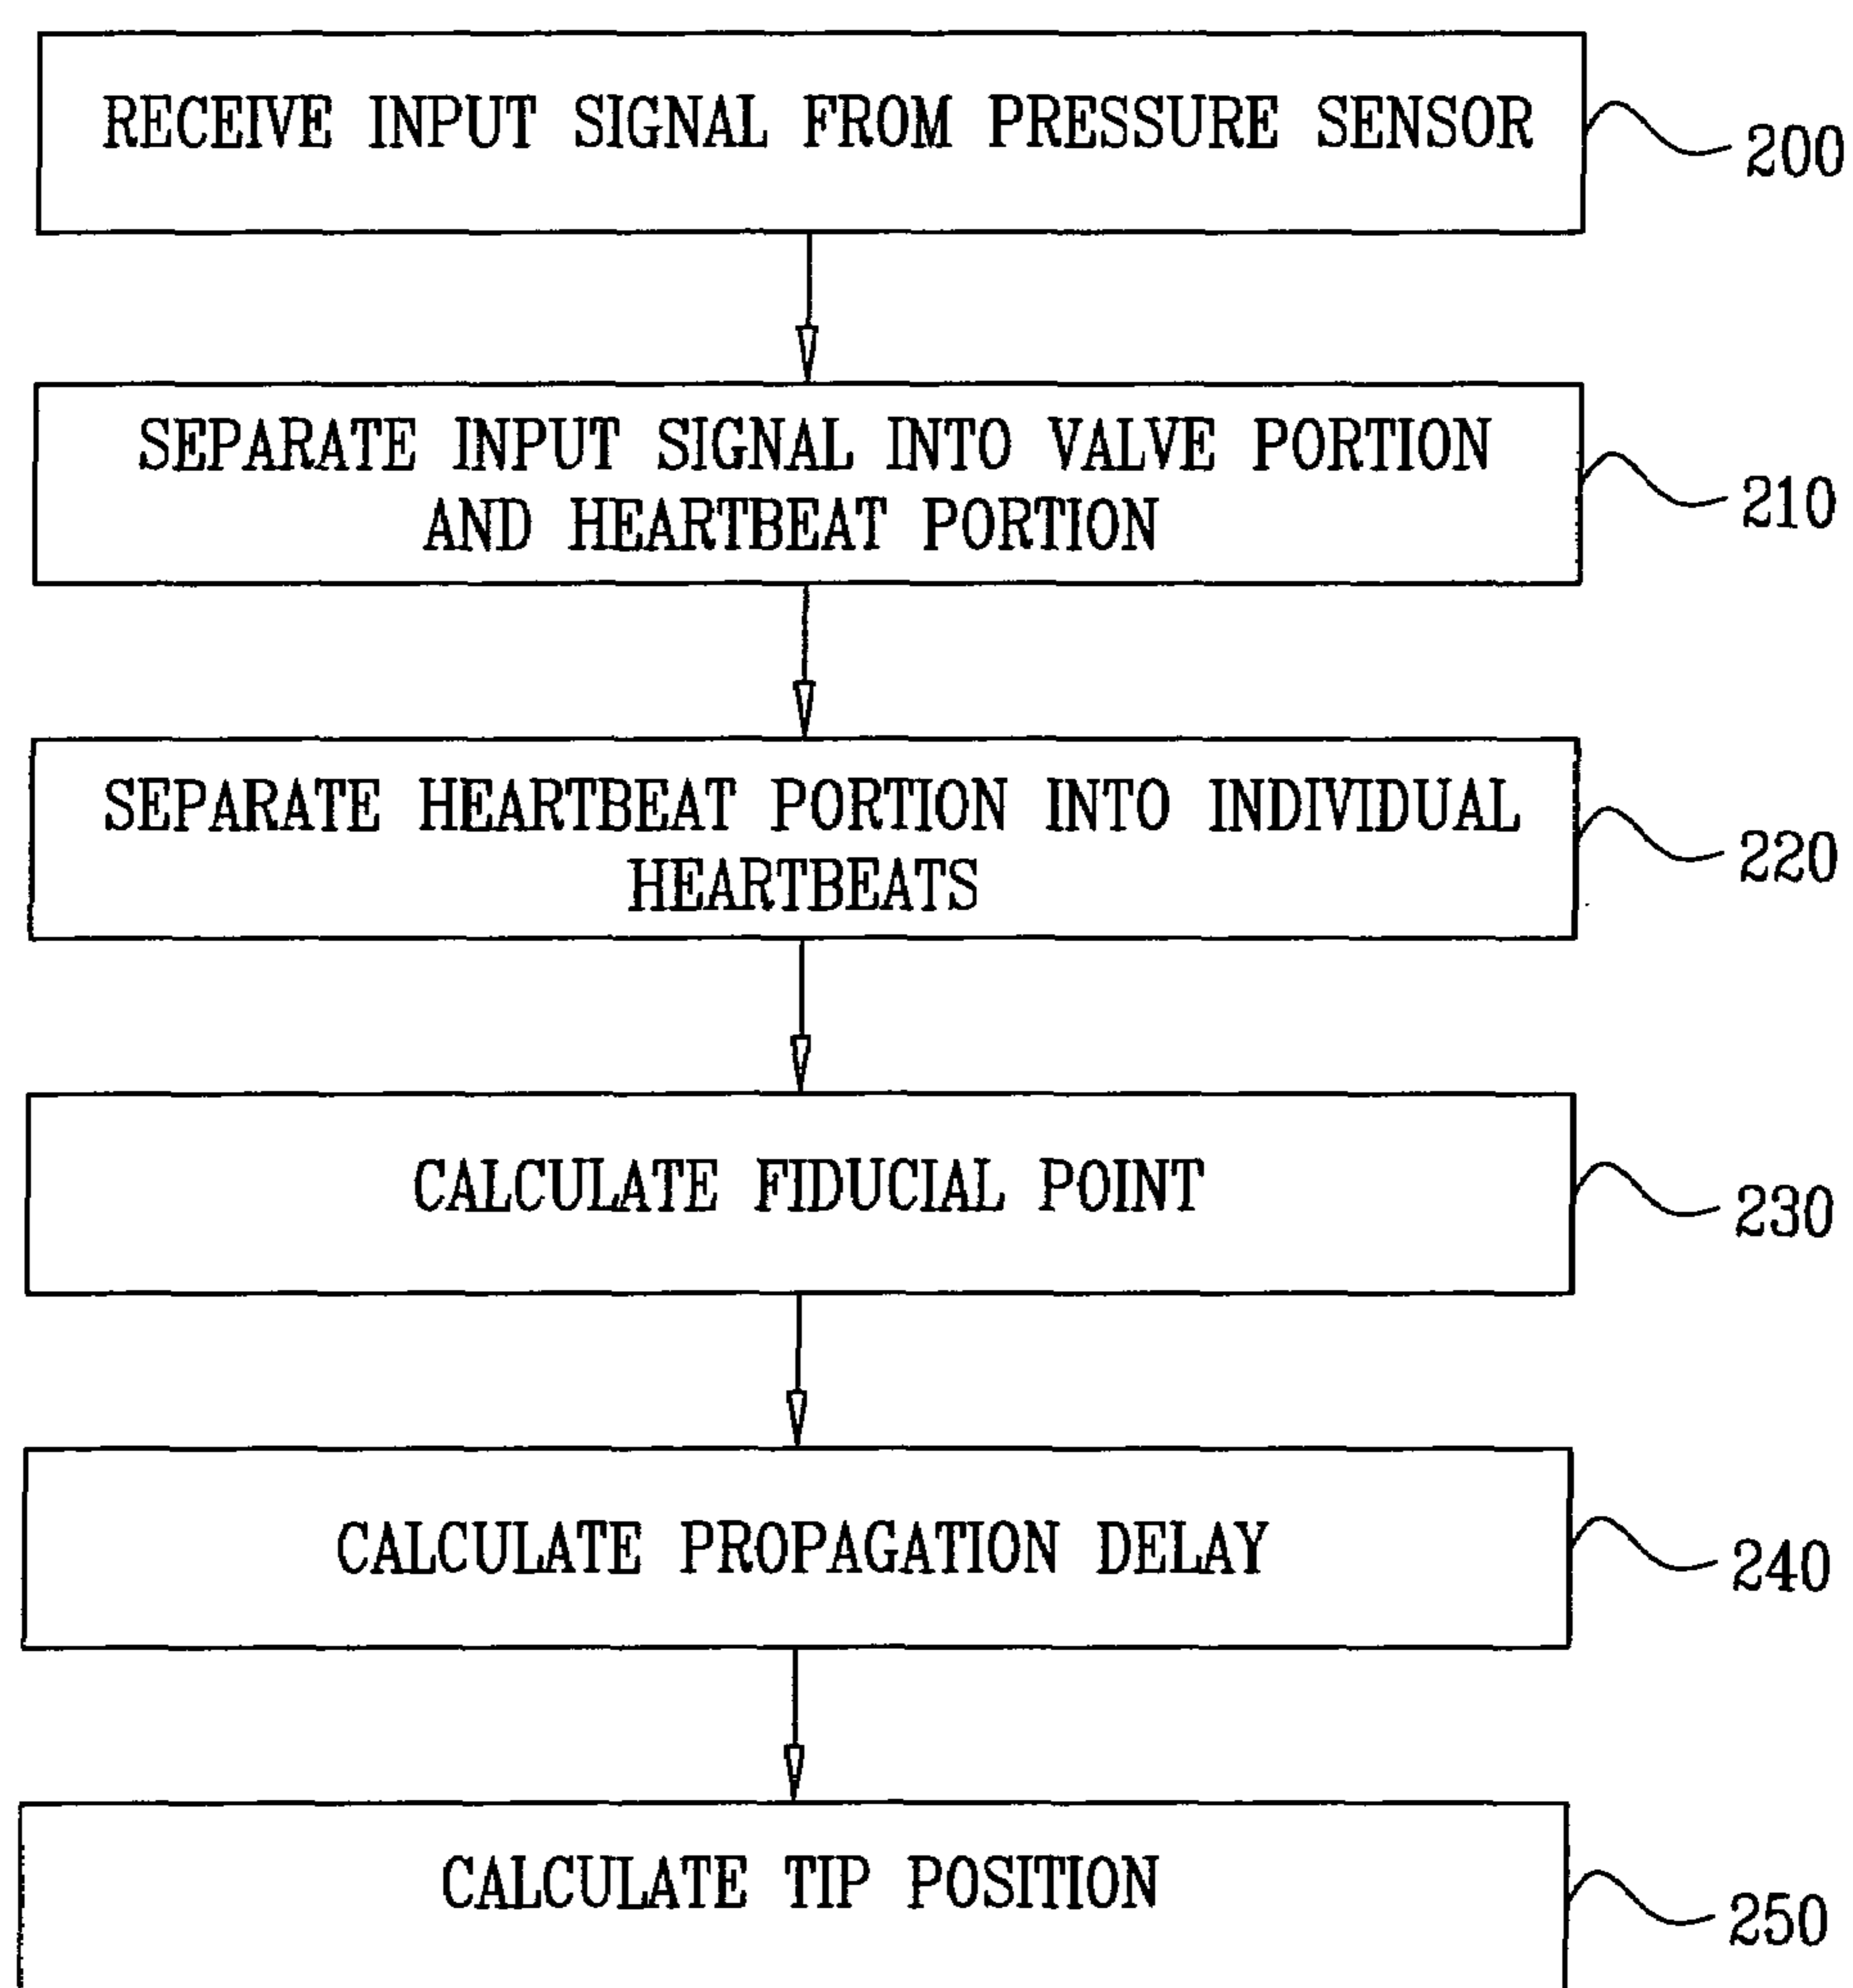 RECEIVE INPUT SIGNAL FROM PRESSURE SENSOR
200
SEPARATE INPUT SIGNAL INTO VALVE PORTION
AND HEARTBEAT PORTION
210
SEPARATE HEARTBEAT PORTION INTO INDIVIDUAL
HEARTBEATS
220
CALCULATE FIDUCIAL POINT
230
CALCULATE PROPAGATION DELAY
240
CALCULATE TIP POSITION
250